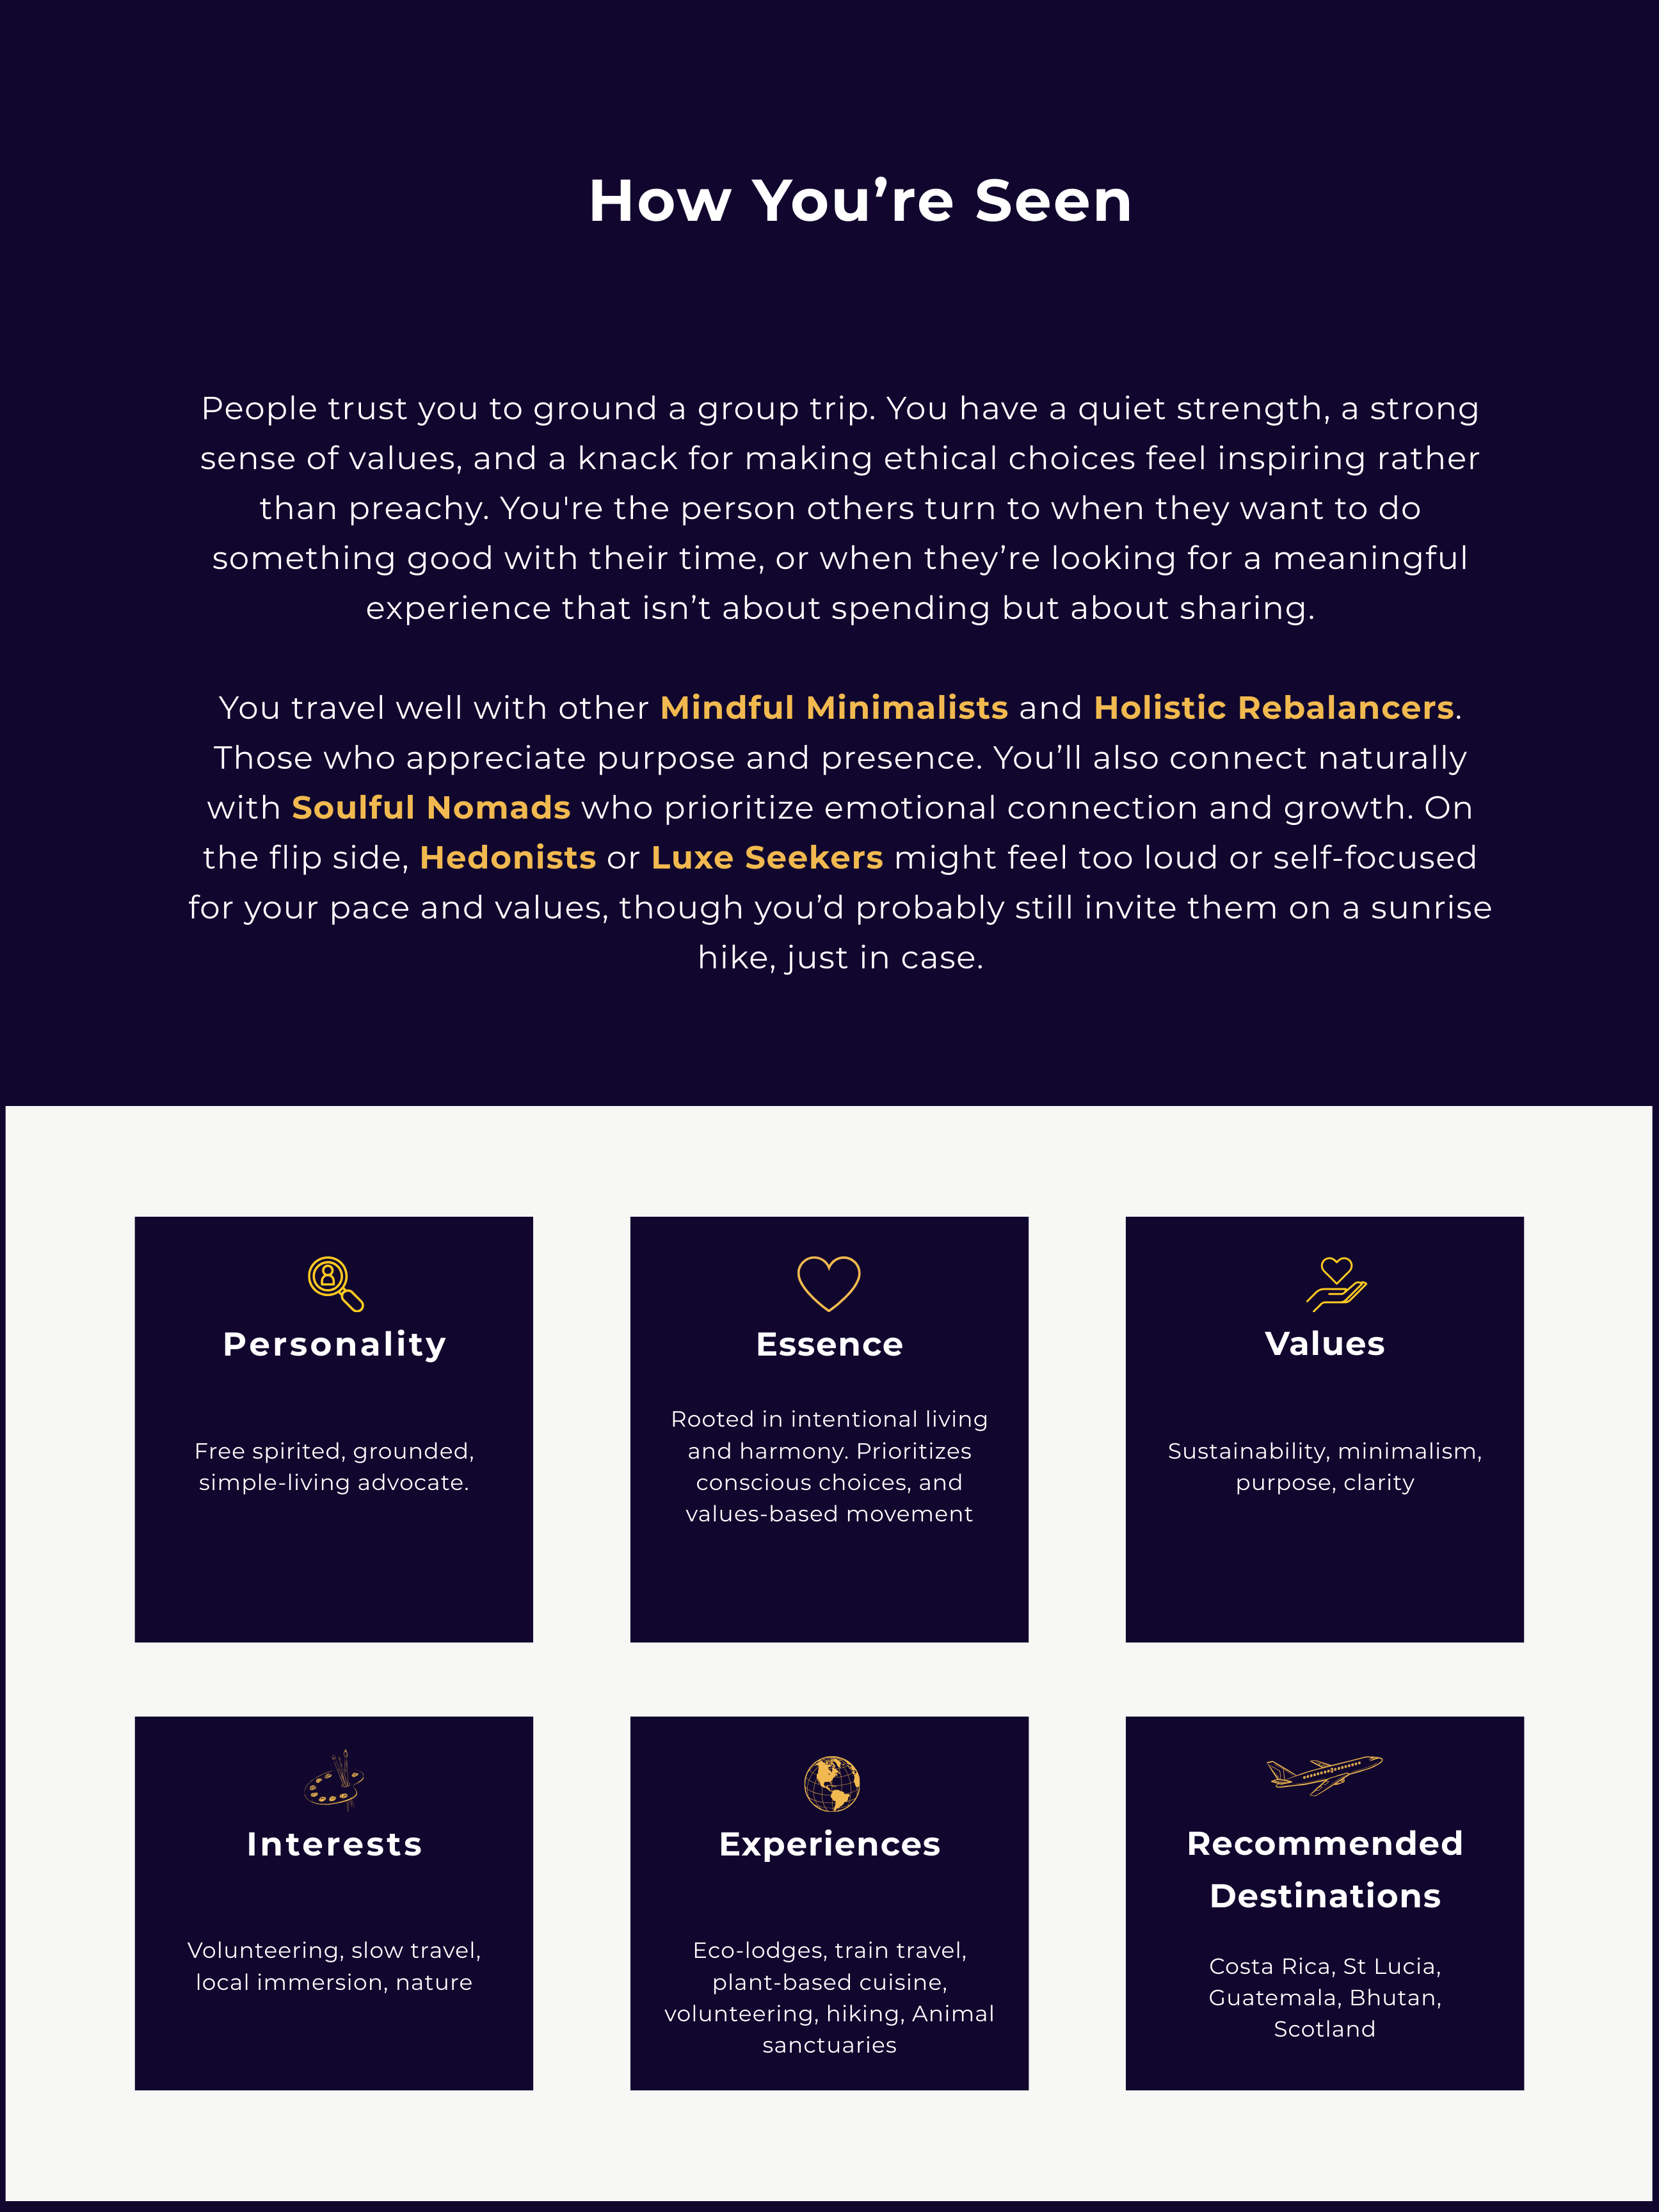 How You’re Seen
People trust you to ground a group trip. You have a quiet strength, a strong
sense of values, and a knack for making ethical choices feel inspiring rather
than preachy. You're the person others turn to when they want to do
something good with their time, or when they’re looking for a meaningful
experience that isn’t about spending but about sharing.
You travel well with other Mindful Minimalists and Holistic Rebalancers.
Those who appreciate purpose and presence. You’ll also connect naturally
with Soulful Nomads who prioritize emotional connection and growth. On
the flip side, Hedonists or Luxe Seekers might feel too loud or self-focused
for your pace and values, though you’d probably still invite them on a sunrise
hike, just in case.
Personality
Free spirited, grounded,
simple-living advocate.
Essence
Rooted in intentional living
and harmony. Prioritizes
conscious choices, and
values-based movement
Values
Sustainability, minimalism,
purpose, clarity
Interests
Volunteering, slow travel,
local immersion, nature
Experiences
Eco-lodges, train travel,
plant-based cuisine,
volunteering, hiking, Animal
sanctuaries
Recommended
Destinations
Costa Rica, St Lucia,
Guatemala, Bhutan,
Scotland